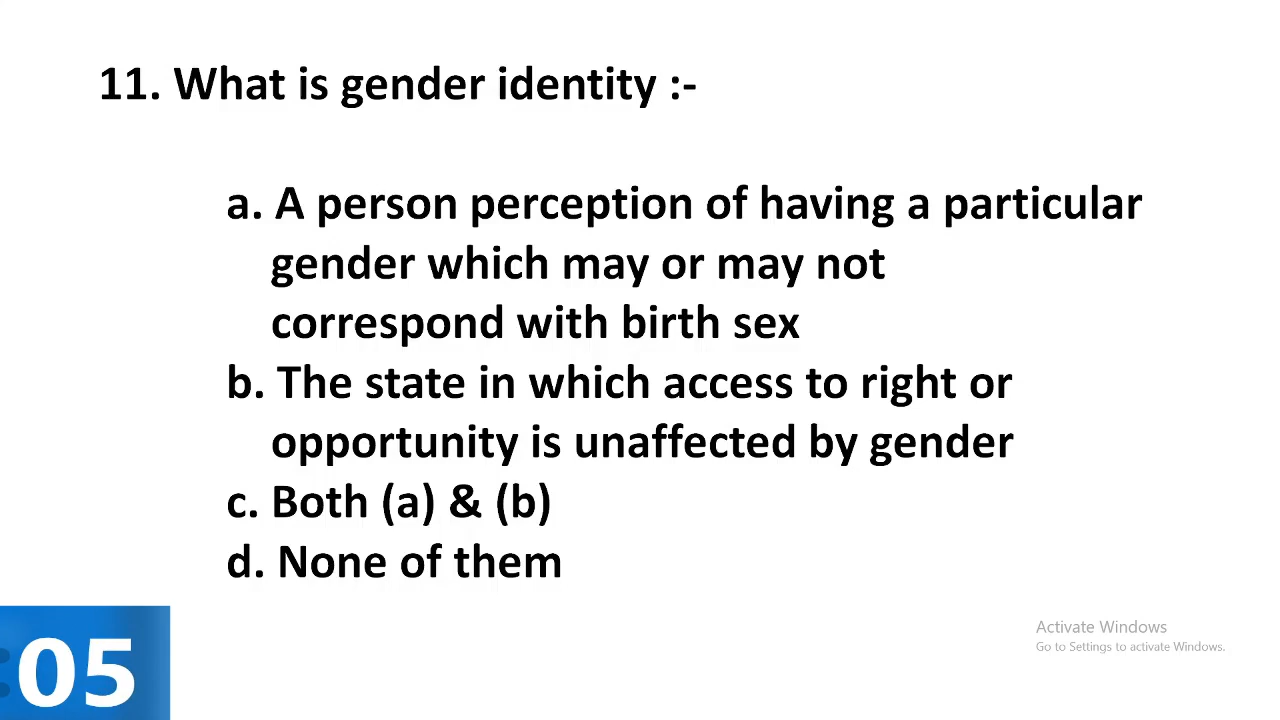 11. What is gender identity :-
a. A person perception of having a particular
gender which may or may not
correspond with birth sex
b. The state in which access to right or
opportunity is unaffected by gender
c. Both (a) & (b)
d. None of them
Activate Windows
Go to Settings to activate Windows.
05